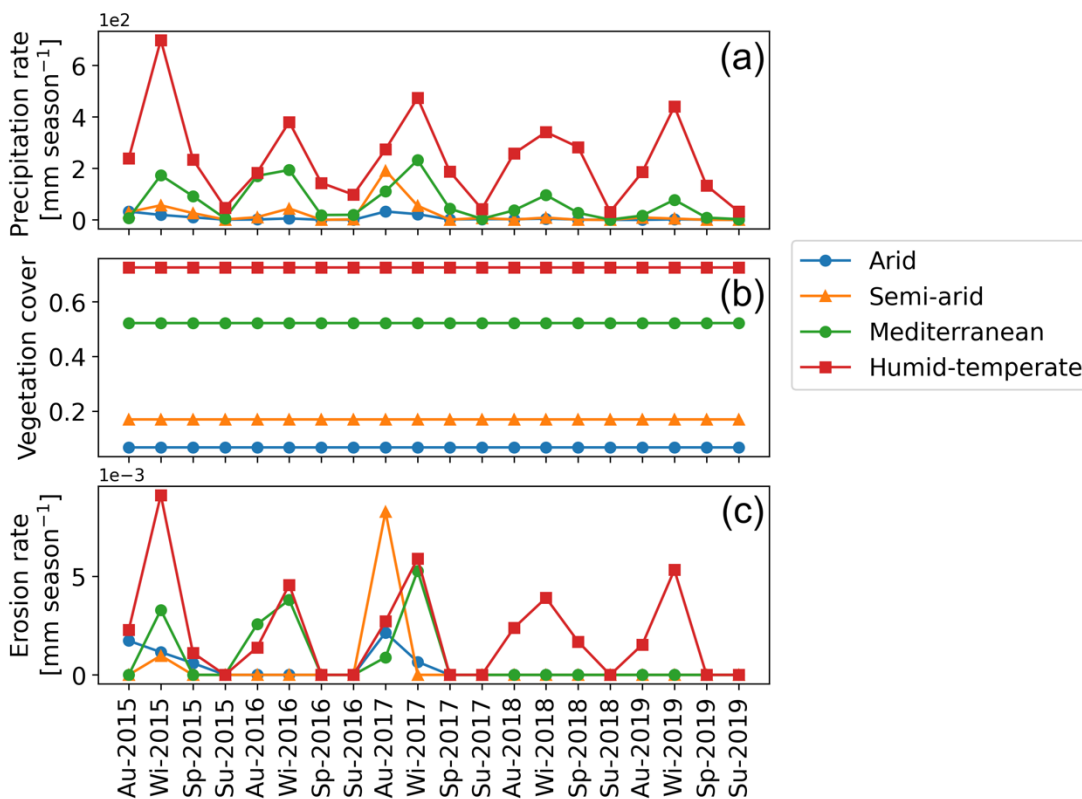 1e2
Precipitation rate
[mm season⁻¹]
6
4
2
0
(a)
Vegetation cover
0.6
0.4
0.2
(b)
Arid
Semi-arid
Mediterranean
Humid-temperate
1e−3
Erosion rate
[mm season⁻¹]
5
0
(c)
Au-2015
Wi-2015
Sp-2015
Su-2015
Au-2016
Wi-2016
Sp-2016
Su-2016
Au-2017
Wi-2017
Sp-2017
Su-2017
Au-2018
Wi-2018
Sp-2018
Su-2018
Au-2019
Wi-2019
Sp-2019
Su-2019